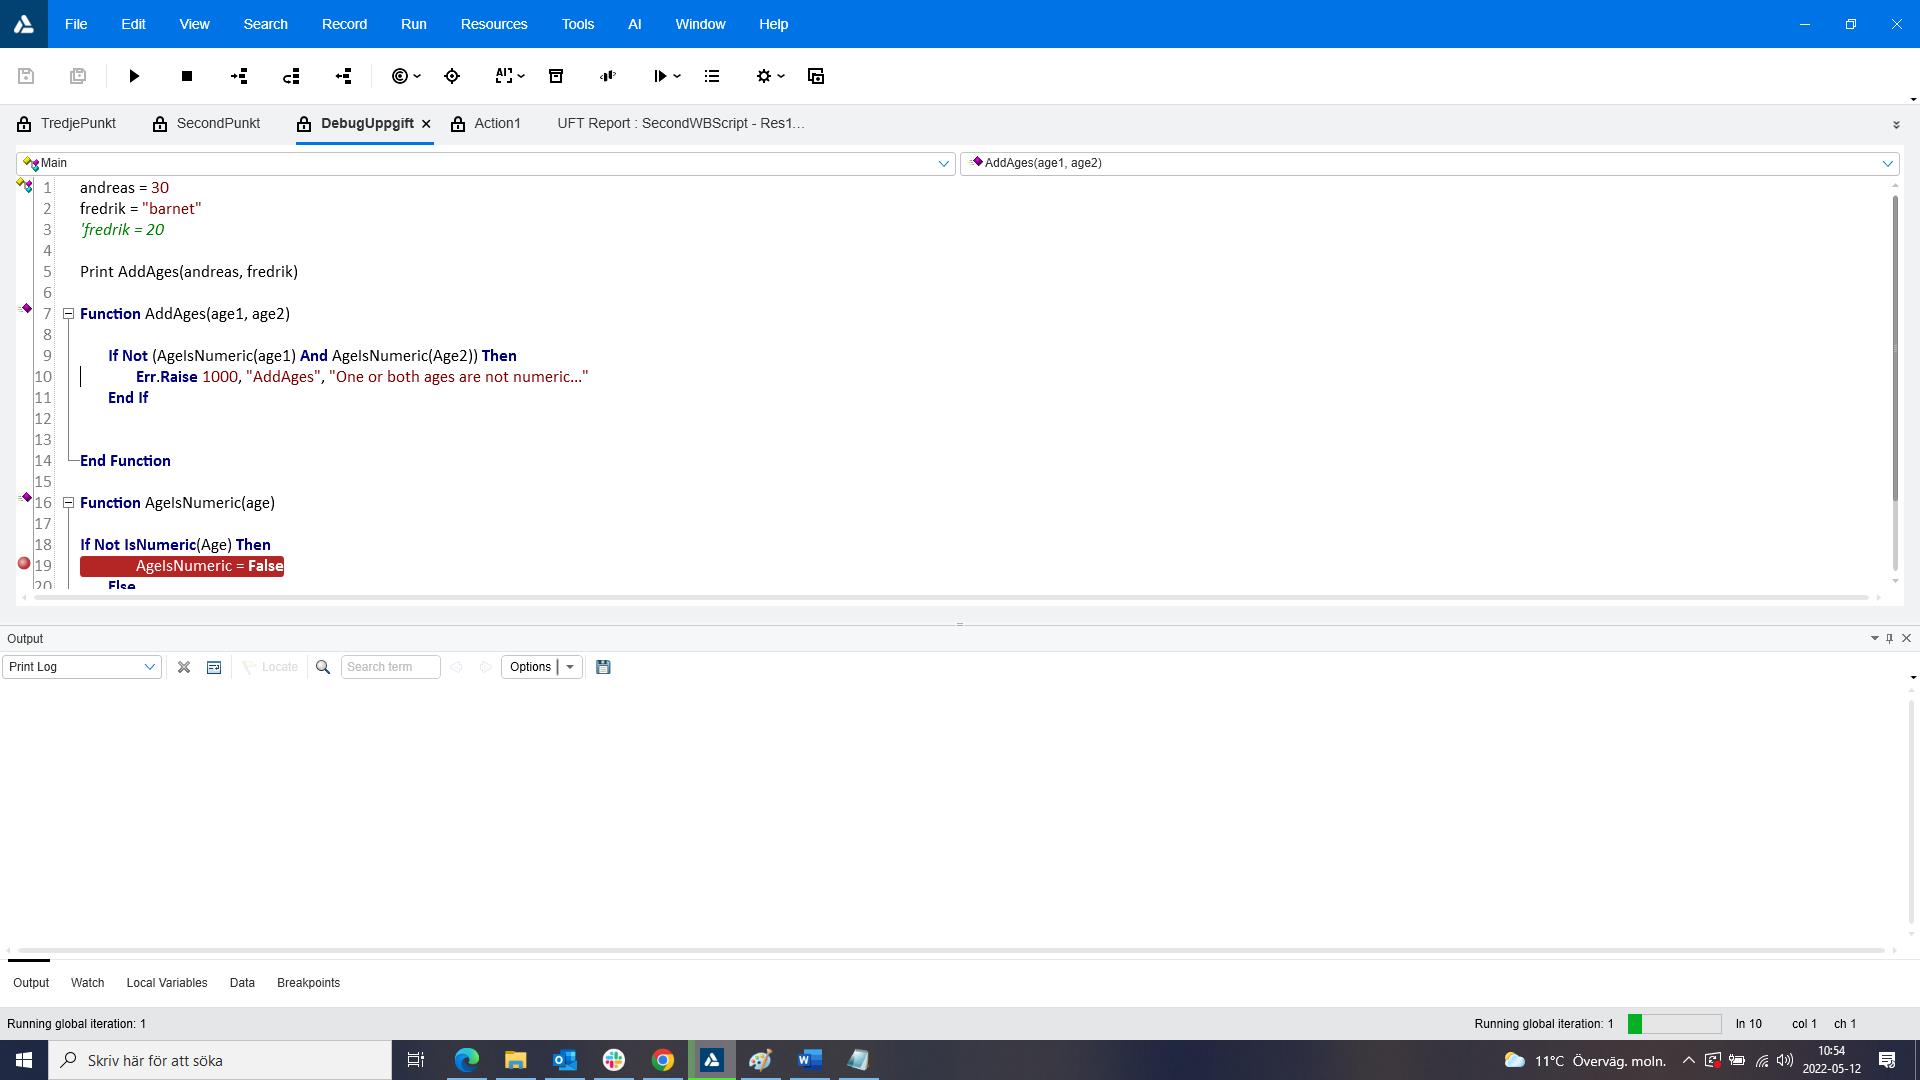 File Edit View Search Record Run Resources Tools AI Window Help
AI
TredjePunkt SecondPunkt DebugUppgift Action1 UFT Report : SecondWBScript - Res1...
Main AddAges(age1, age2)
1 andreas = 30
2 fredrik = "barnet"
3 'fredrik = 20
4
5 Print AddAges(andreas, fredrik)
6
7 Function AddAges(age1, age2)
8
9 If Not (AgeIsNumeric(age1) And AgeIsNumeric(Age2)) Then
10 Err.Raise 1000, "AddAges", "One or both ages are not numeric..."
11 End If
12
13
14 End Function
15
16 Function AgeIsNumeric(age)
17
18 If Not IsNumeric(Age) Then
19 AgeIsNumeric = False
20 Else
Output
Print Log Locate Search term Options
Output Watch Local Variables Data Breakpoints
Running global iteration: 1 Running global iteration: 1 ln 10 col 1 ch 1
Skriv här för att söka 11°C Överväg. moln. 10:54
2022-05-12